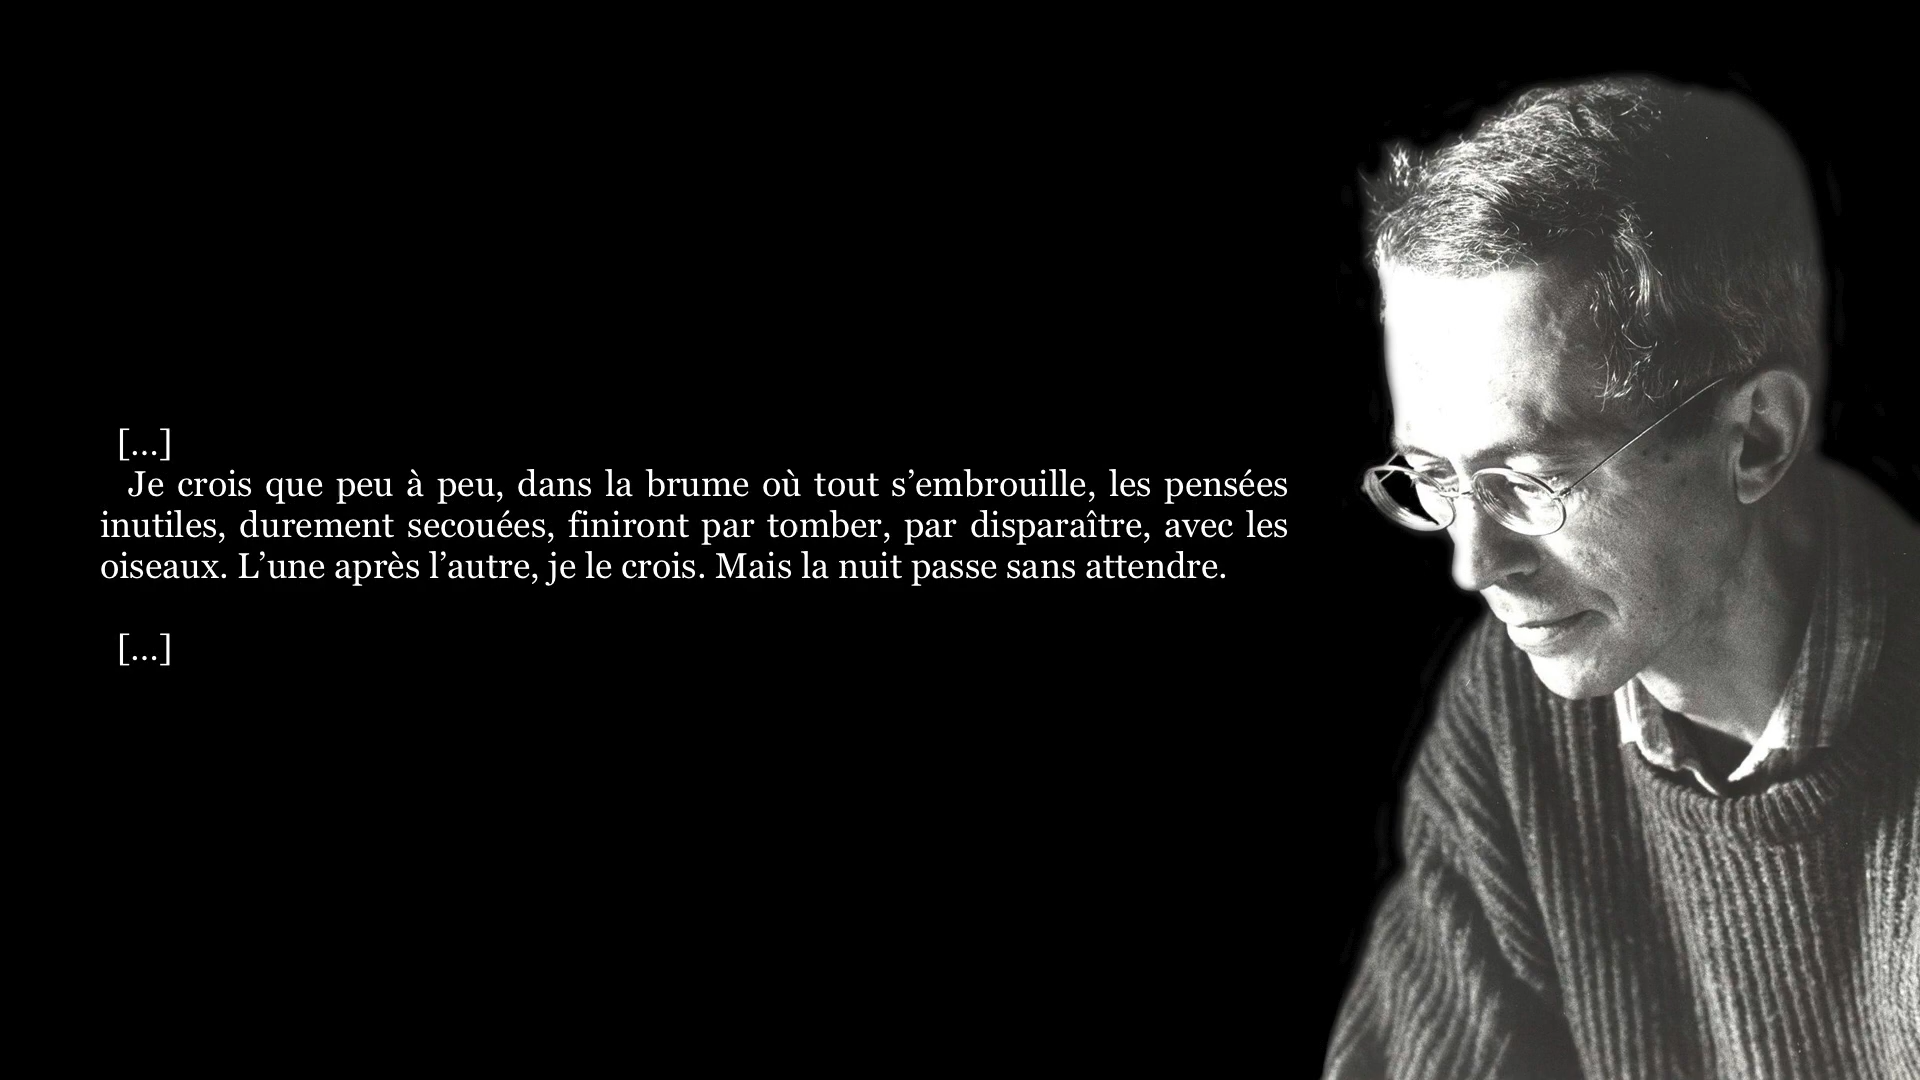 […]
Je crois que peu à peu, dans la brume où tout s’embrouille, les pensées
inutiles, durement secouées, finiront par tomber, par disparaître, avec les
oiseaux. L’une après l’autre, je le crois. Mais la nuit passe sans attendre.
[…]